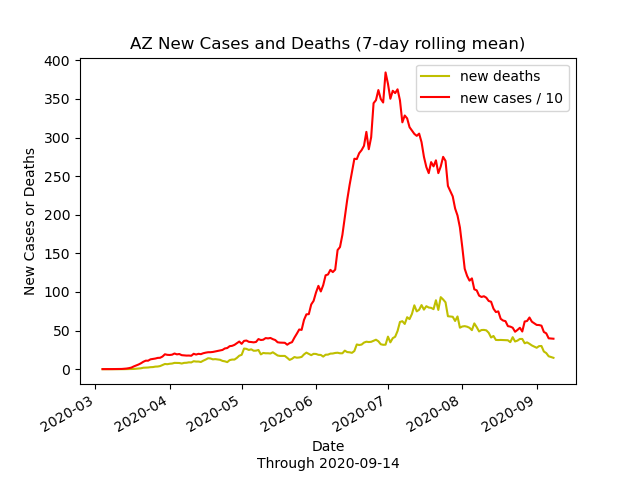 AZ New Cases and Deaths (7-day rolling mean)
new deaths
new cases / 10
400
350
300
250
200
150
100
50
0
New Cases or Deaths
2020-03
2020-04
2020-05
2020-06
2020-07
2020-08
2020-09
Date
Through 2020-09-14